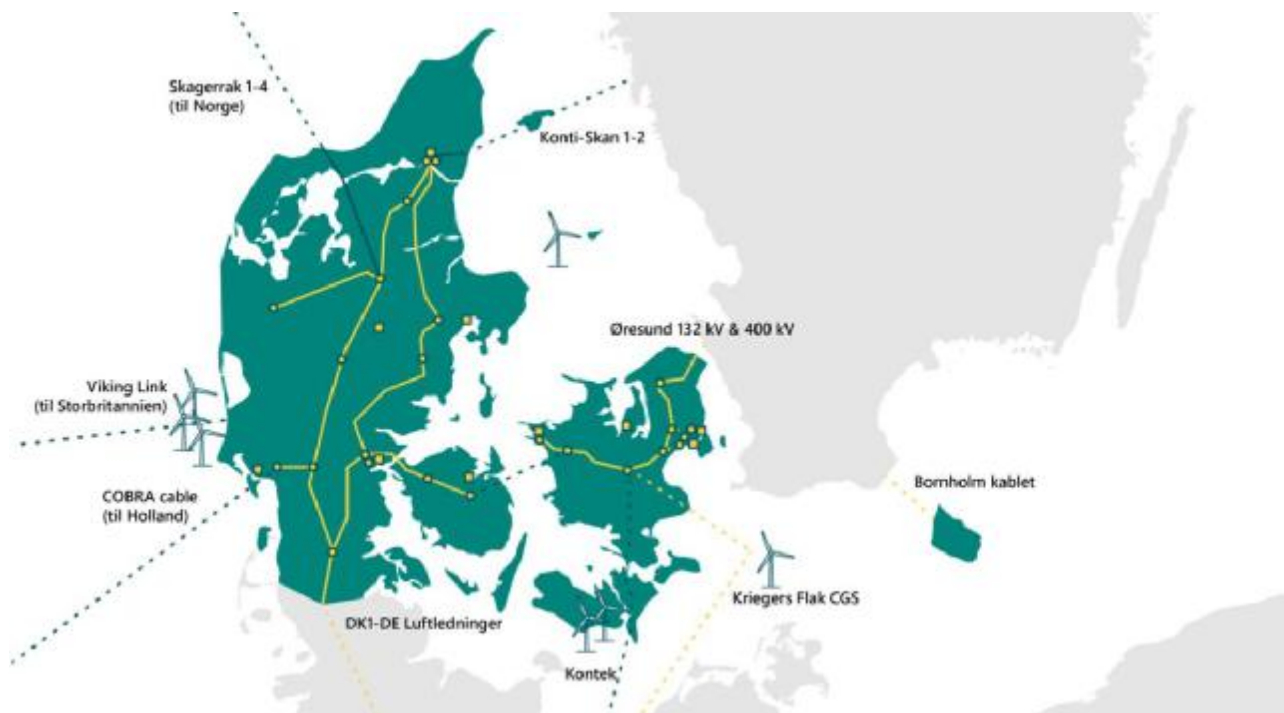 Skagerrak 1-4
(til Norge)
Konti-Skan 1-2
Øresund 132 kV & 400 kV
Viking Link
(til Storbritannien)
COBRA cable
(til Holland)
Bornholm kablet
Kriegers Flak CGS
DK1-DE Luftledninger
Kontek